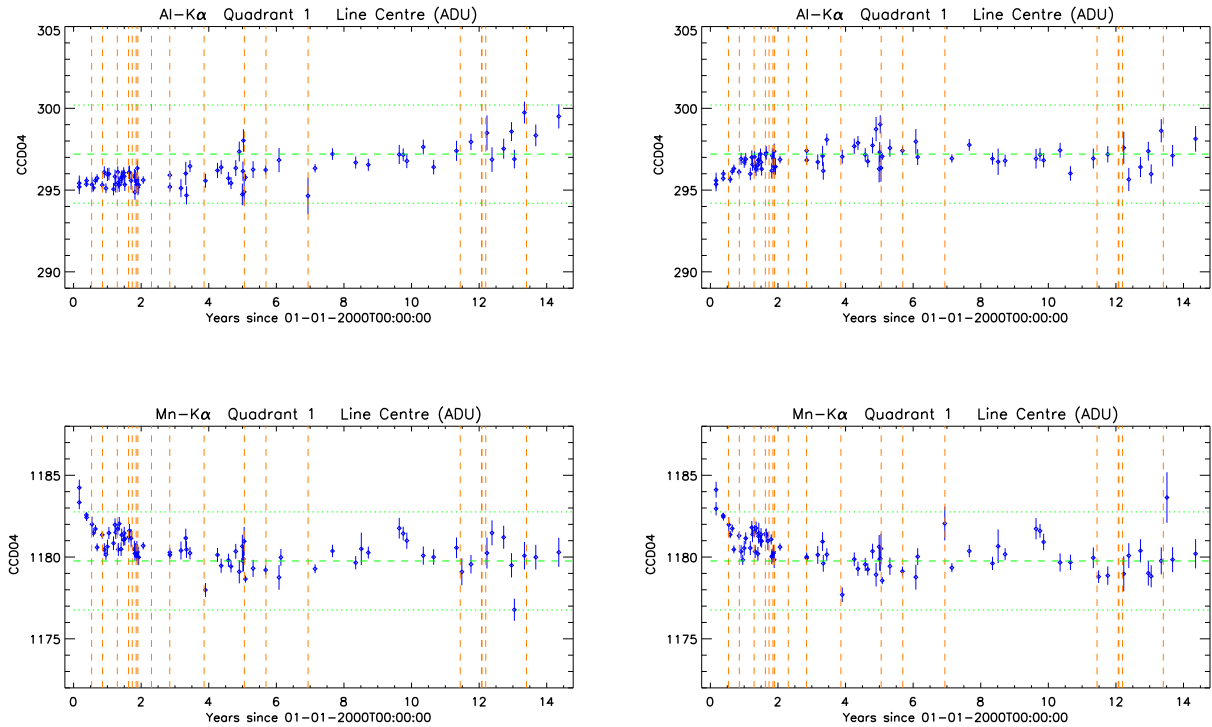 Al-Kα Quadrant 1 Line Centre (ADU)
305
300
295
290
CCD04
0 2 4 6 8 10 12 14
Years since 01-01-2000T00:00:00
Al-Kα Quadrant 1 Line Centre (ADU)
305
300
295
290
CCD04
0 2 4 6 8 10 12 14
Years since 01-01-2000T00:00:00
Mn-Kα Quadrant 1 Line Centre (ADU)
1185
1180
1175
CCD04
0 2 4 6 8 10 12 14
Years since 01-01-2000T00:00:00
Mn-Kα Quadrant 1 Line Centre (ADU)
1185
1180
1175
CCD04
0 2 4 6 8 10 12 14
Years since 01-01-2000T00:00:00